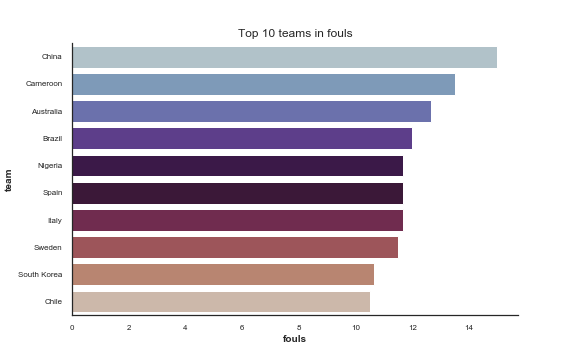 Top 10 teams in fouls
China
Cameroon
Australia
Brazil
Nigeria
Spain
Italy
Sweden
South Korea
Chile
team
0 2 4 6 8 10 12 14
fouls